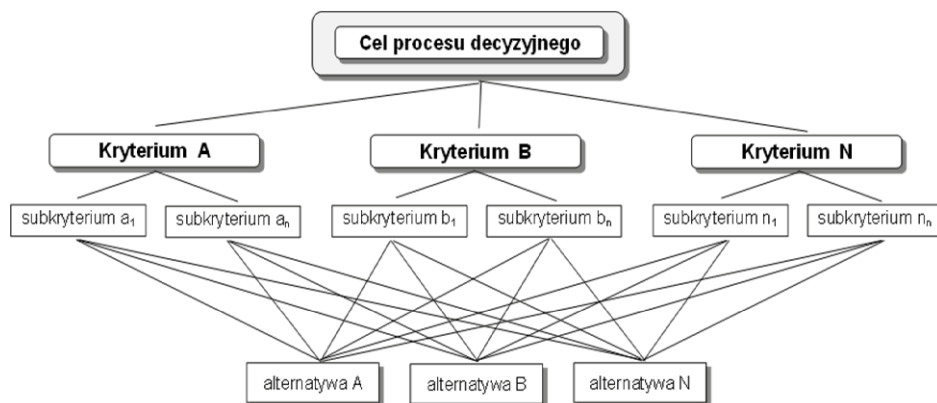 Cel procesu decyzyjnego
Kryterium A
Kryterium B
Kryterium N
subkryterium a₁
subkryterium aₙ
subkryterium b₁
subkryterium bₙ
subkryterium n₁
subkryterium nₙ
alternatywa A
alternatywa B
alternatywa N